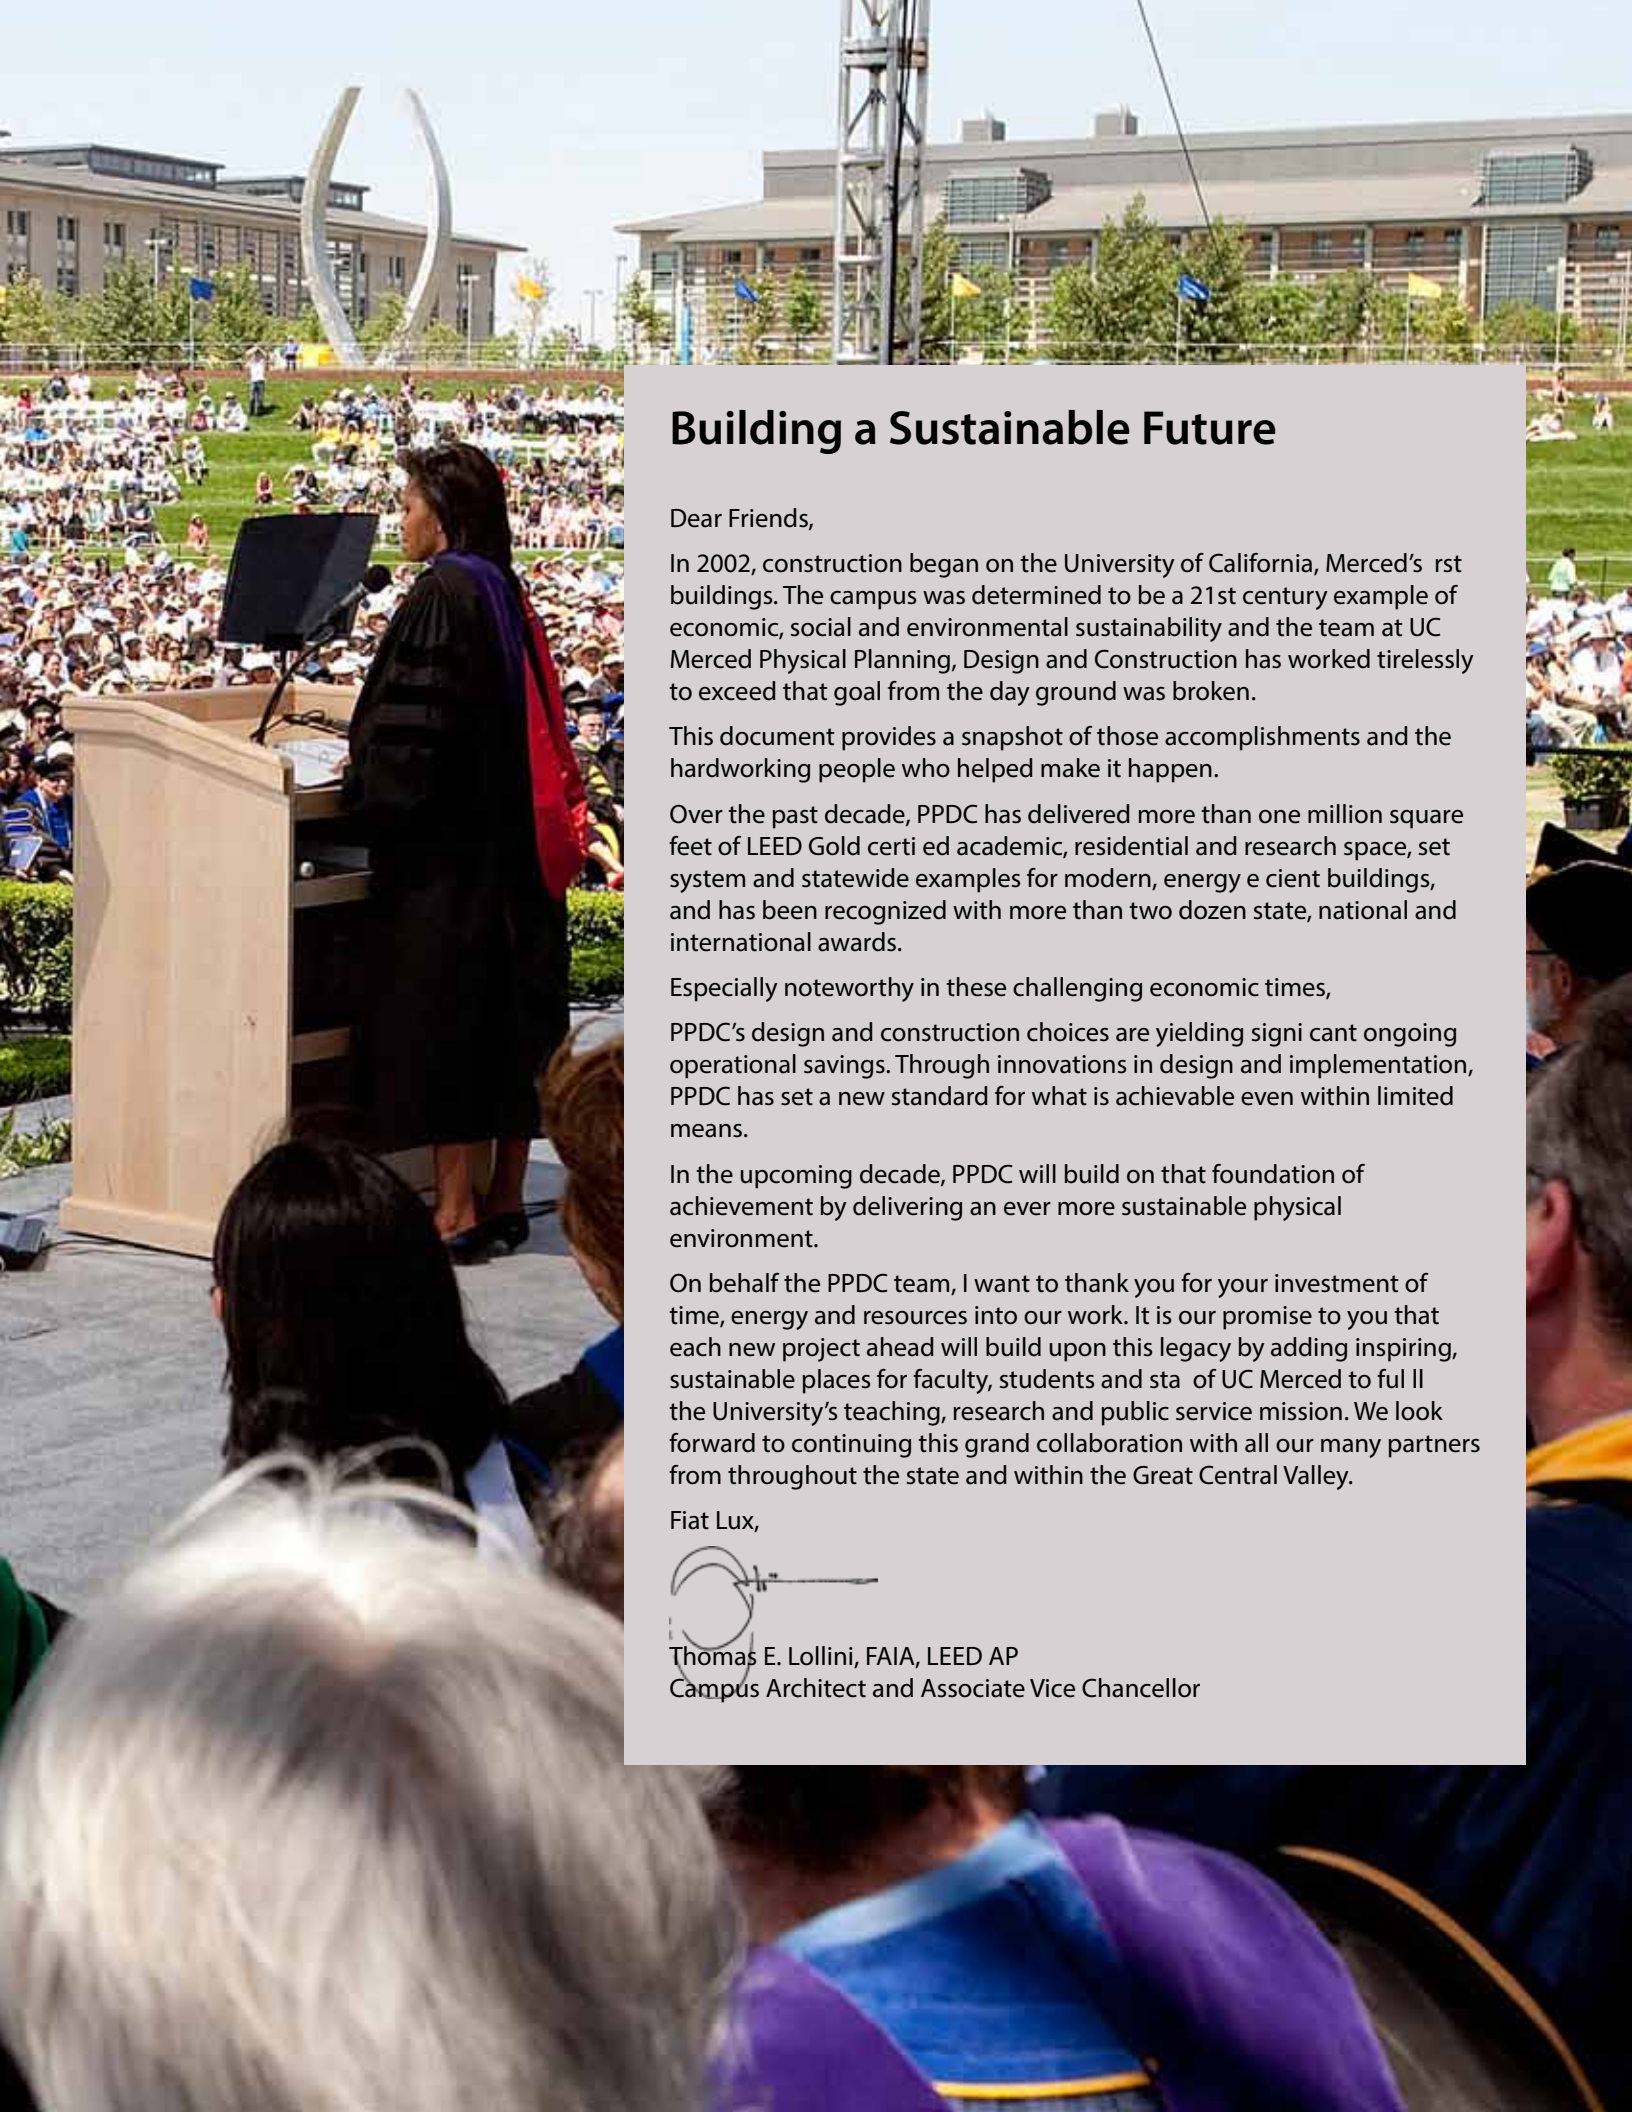 Building a Sustainable Future
Dear Friends,
In 2002, construction began on the University of California, Merced’s rst
buildings. The campus was determined to be a 21st century example of
economic, social and environmental sustainability and the team at UC
Merced Physical Planning, Design and Construction has worked tirelessly
to exceed that goal from the day ground was broken.
This document provides a snapshot of those accomplishments and the
hardworking people who helped make it happen.
Over the past decade, PPDC has delivered more than one million square
feet of LEED Gold certi ed academic, residential and research space, set
system and statewide examples for modern, energy e cient buildings,
and has been recognized with more than two dozen state, national and
international awards.
Especially noteworthy in these challenging economic times,
PPDC’s design and construction choices are yielding signi cant ongoing
operational savings. Through innovations in design and implementation,
PPDC has set a new standard for what is achievable even within limited
means.
In the upcoming decade, PPDC will build on that foundation of
achievement by delivering an ever more sustainable physical
environment.
On behalf the PPDC team, I want to thank you for your investment of
time, energy and resources into our work. It is our promise to you that
each new project ahead will build upon this legacy by adding inspiring,
sustainable places for faculty, students and sta of UC Merced to ful ll
the University’s teaching, research and public service mission. We look
forward to continuing this grand collaboration with all our many partners
from throughout the state and within the Great Central Valley.
Fiat Lux,
Thomas E. Lollini, FAIA, LEED AP
Campus Architect and Associate Vice Chancellor